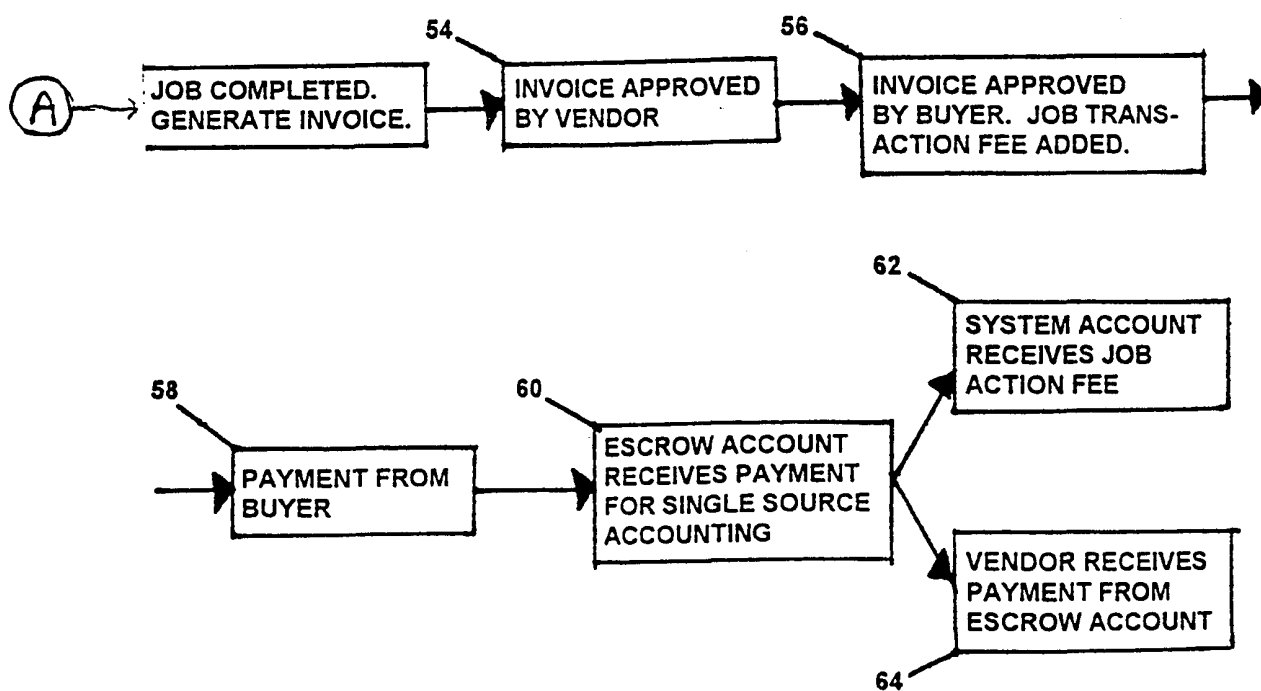 54
56
A
JOB COMPLETED.
GENERATE INVOICE.
INVOICE APPROVED
BY VENDOR
INVOICE APPROVED
BY BUYER. JOB TRANS-
ACTION FEE ADDED.
62
SYSTEM ACCOUNT
RECEIVES JOB
ACTION FEE
58
PAYMENT FROM
BUYER
60
ESCROW ACCOUNT
RECEIVES PAYMENT
FOR SINGLE SOURCE
ACCOUNTING
VENDOR RECEIVES
PAYMENT FROM
ESCROW ACCOUNT
64